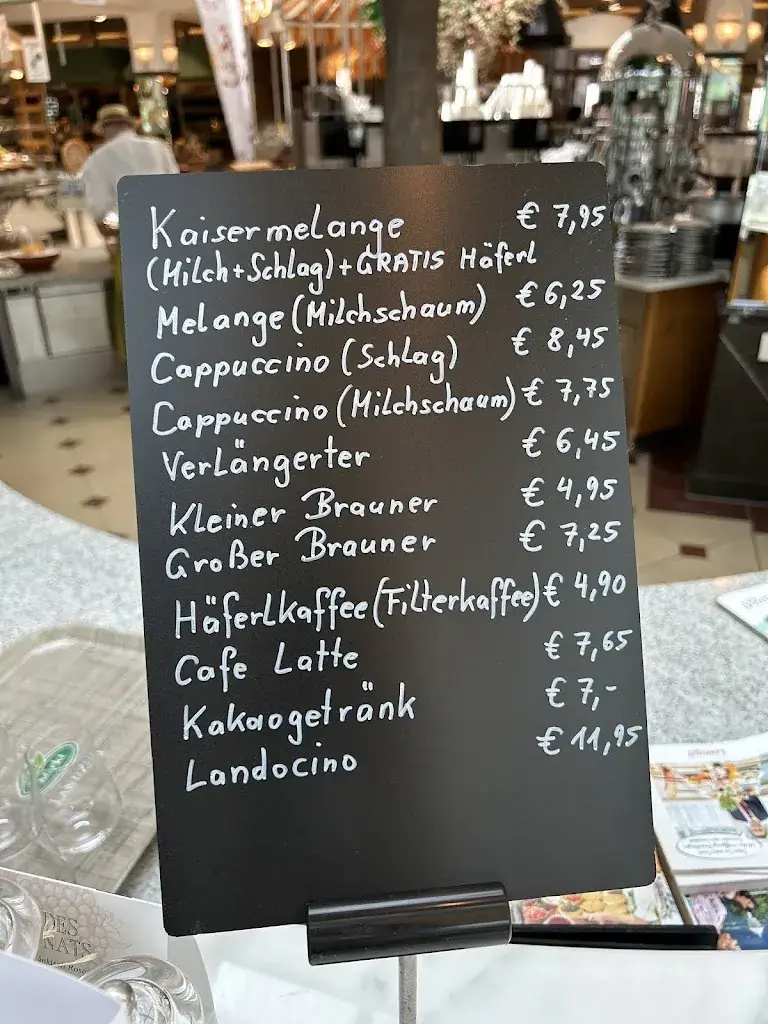 Kaisermelange € 7,95
(Milch+Schlag)+GRATIS Häferl
Melange (Milchschaum) € 6,25
Cappuccino (Schlag) € 8,45
Cappuccino (Milchschaum) € 7,75
Verlängerter € 6,45
Kleiner Brauner € 4,95
Großer Brauner € 7,25
Häferlkaffee (Filterkaffee) € 4,90
Cafe Latte € 7,65
Kakaogetränk € 7,-
Landocino € 11,95
DES
NATS